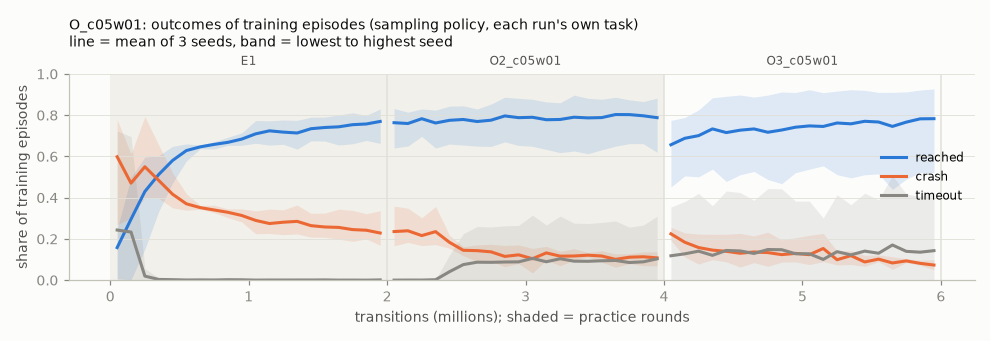 O_c05w01: outcomes of training episodes (sampling policy, each run's own task)
line = mean of 3 seeds, band = lowest to highest seed
E1
O2_c05w01
O3_c05w01
share of training episodes
1.0
0.8
0.6
0.4
0.2
0.0
reached
crash
timeout
0
1
2
3
4
5
6
transitions (millions); shaded = practice rounds